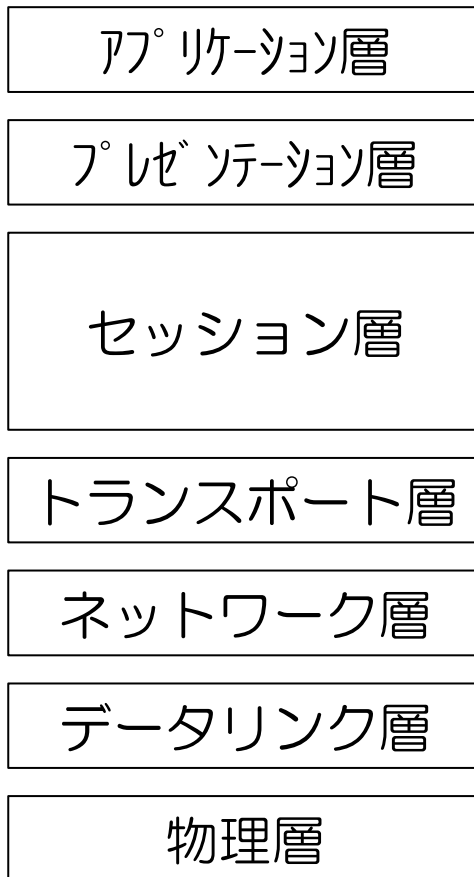 ｱﾌﾟﾘｹｰｼｮﾝ層
ﾌﾟﾚｾﾞﾝﾃｰｼｮﾝ層
セッション層
トランスポート層
ネットワーク層
データリンク層
物理層